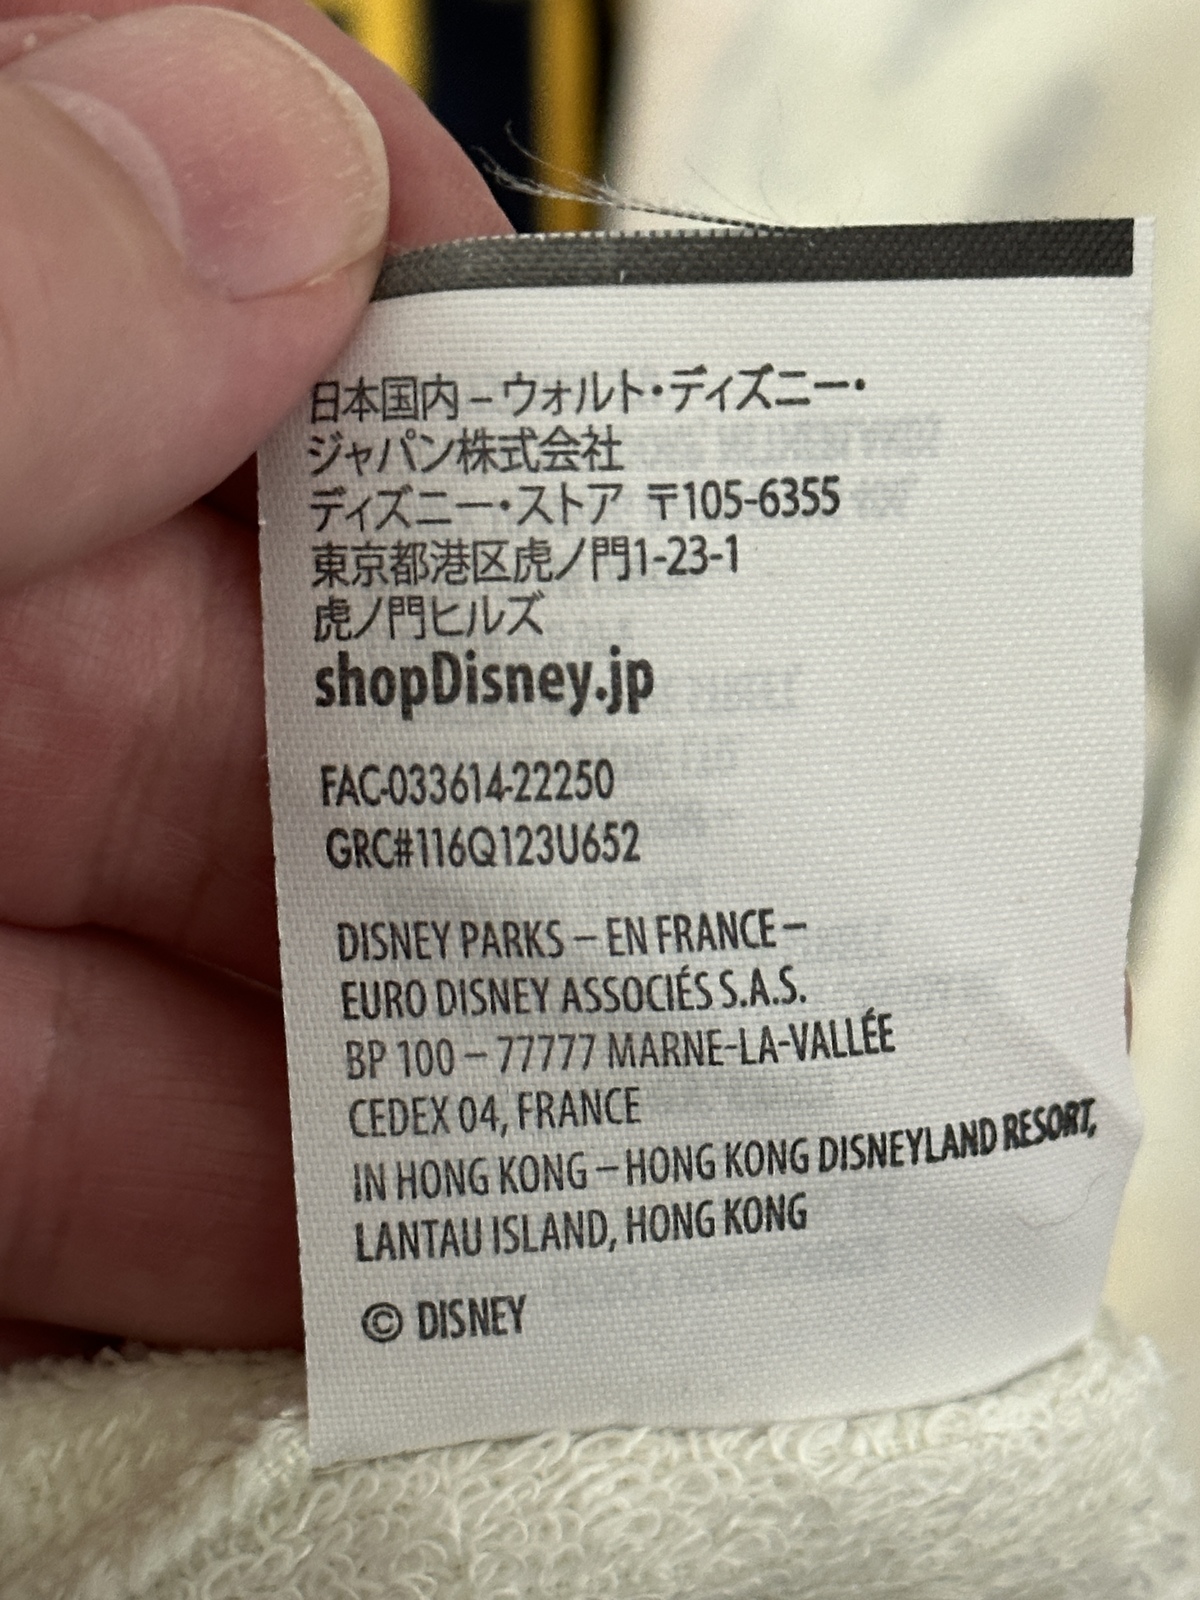 日本国内 – ウォルト・ディズニー・
ジャパン株式会社
ディズニー・ストア 〒105-6355
東京都港区虎ノ門1-23-1
虎ノ門ヒルズ
shopDisney.jp
FAC-033614-22250
GRC#116Q123U652
DISNEY PARKS – EN FRANCE –
EURO DISNEY ASSOCIÉS S.A.S.
BP 100 – 77777 MARNE-LA-VALLÉE
CEDEX 04, FRANCE
IN HONG KONG – HONG KONG DISNEYLAND RESORT,
LANTAU ISLAND, HONG KONG
© DISNEY